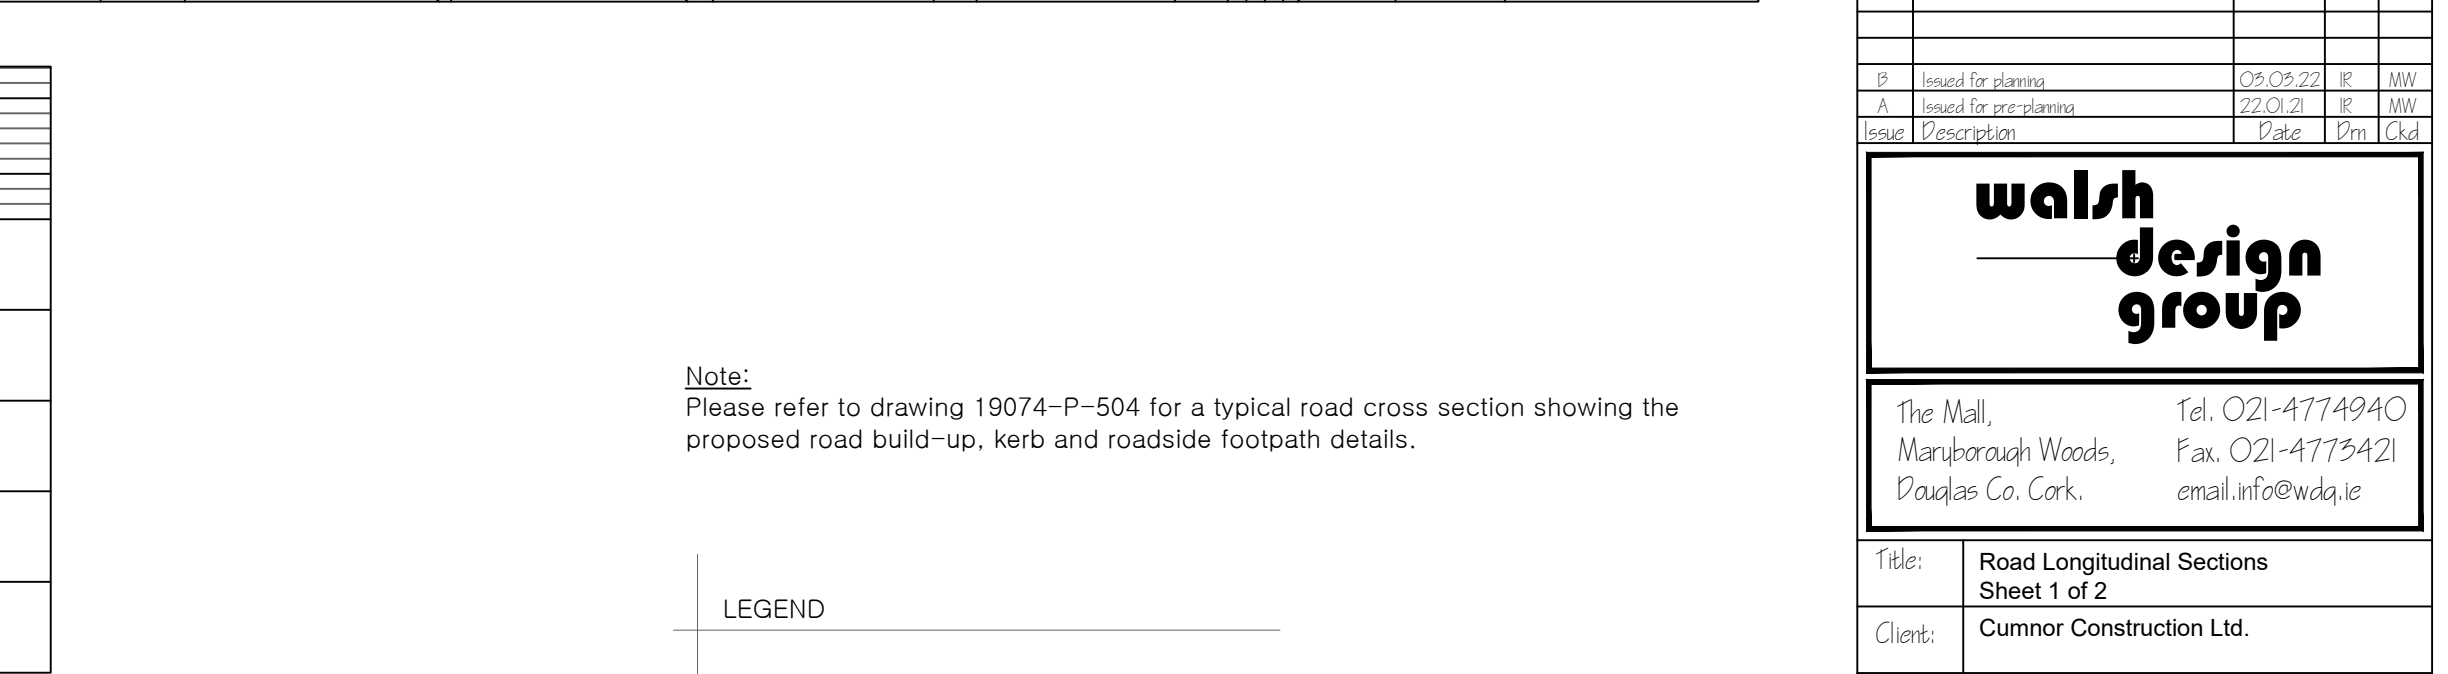 B Issued for planning 03.03.22 IR MW
A Issued for pre-planning 22.01.21 IR MW
Issue Description Date Drn Ckd
walsh
design
group
Note:
Please refer to drawing 19074-P-504 for a typical road cross section showing the
proposed road build-up, kerb and roadside footpath details.
The Mall, Tel. 021-4774940
Maryborough Woods, Fax. 021-4773421
Douglas Co. Cork. email.info@wdg.ie
Title: Road Longitudinal Sections
Sheet 1 of 2
LEGEND
Client: Cumnor Construction Ltd.